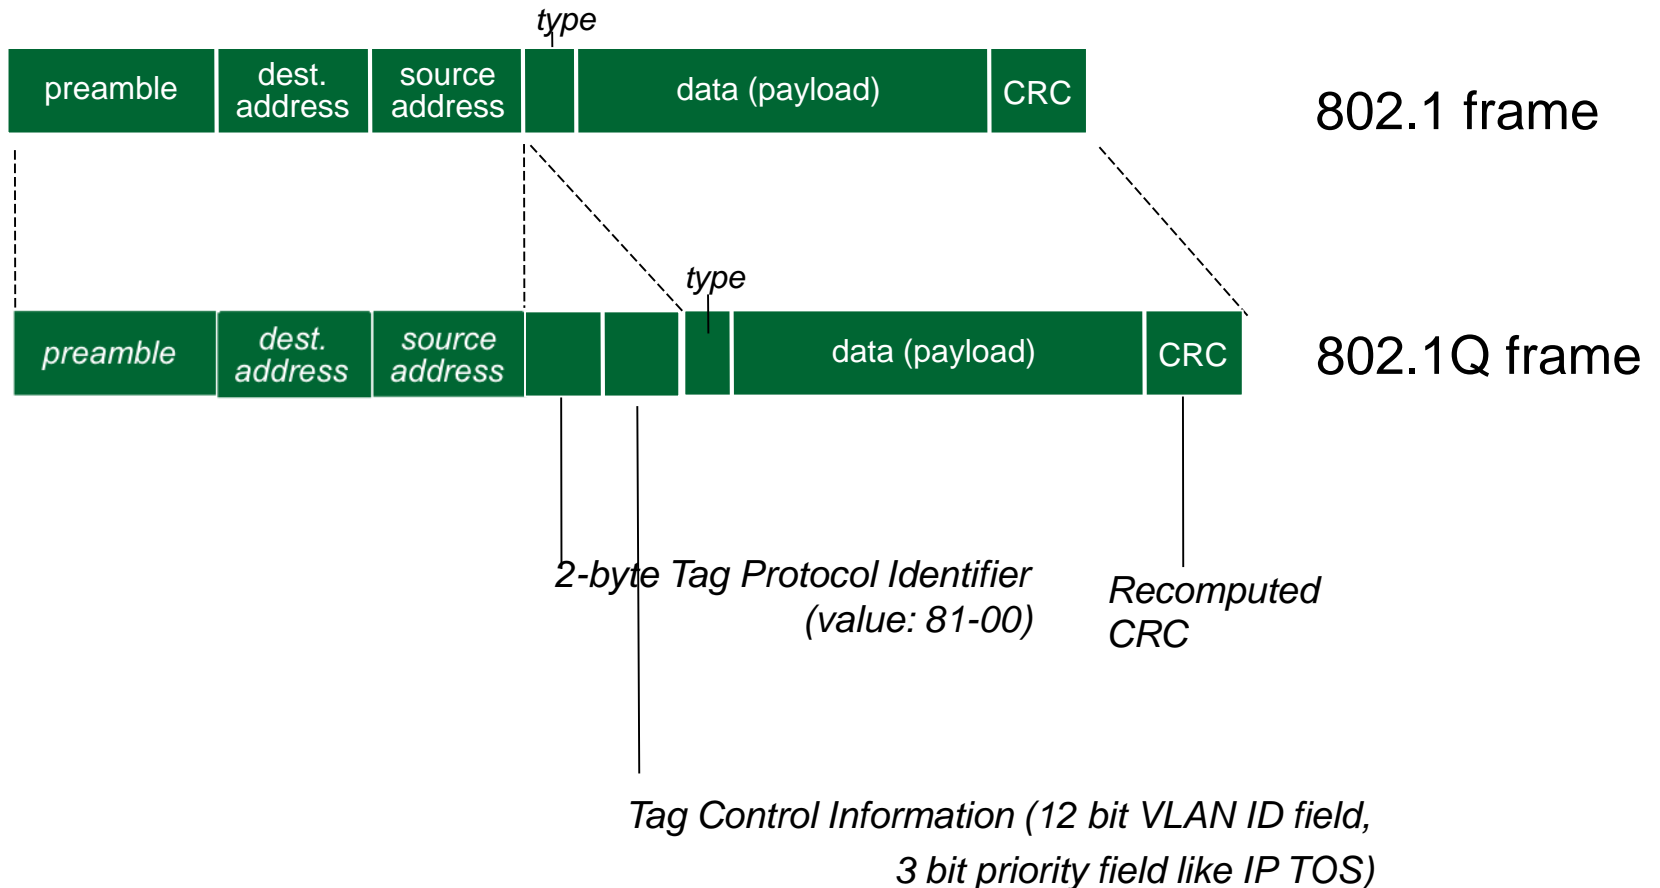 type
preamble
dest.
address
source
address
data (payload)
CRC
802.1 frame
type
preamble
dest.
address
source
address
data (payload)
CRC
802.1Q frame
2-byte Tag Protocol Identifier
(value: 81-00)
Recomputed
CRC
Tag Control Information (12 bit VLAN ID field,
3 bit priority field like IP TOS)